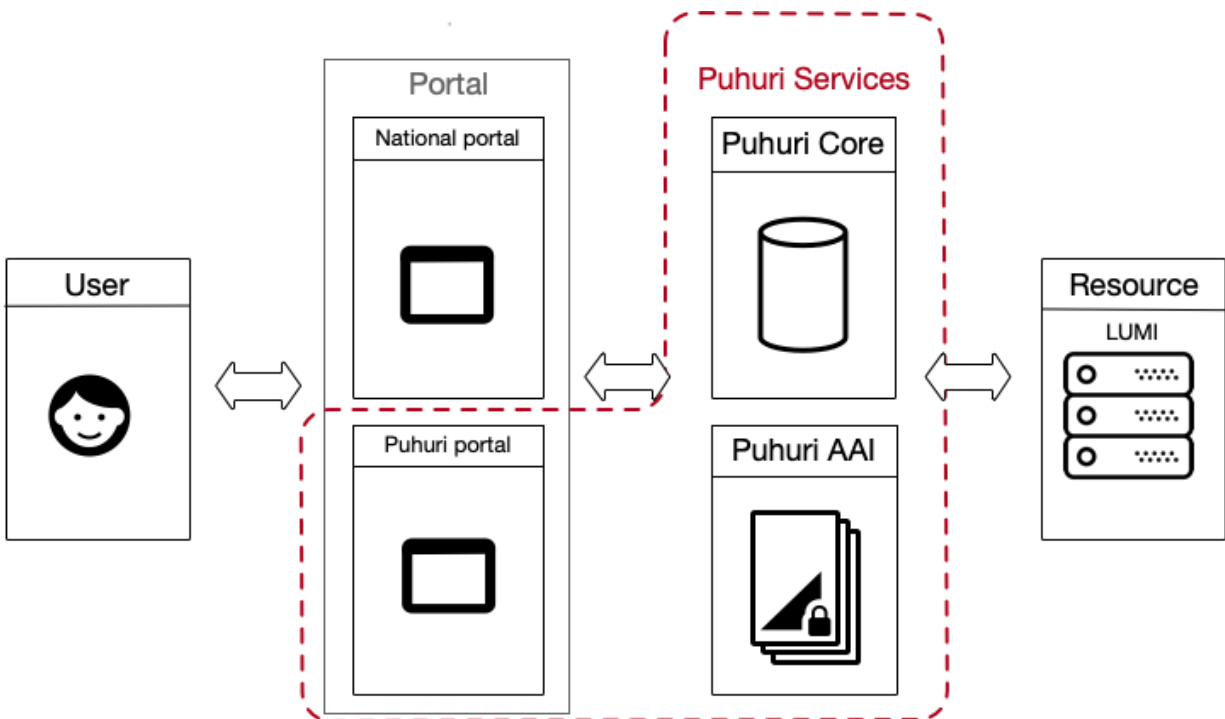 Portal
Puhuri Services
National portal
Puhuri Core
User
Resource
LUMI
Puhuri portal
Puhuri AAI